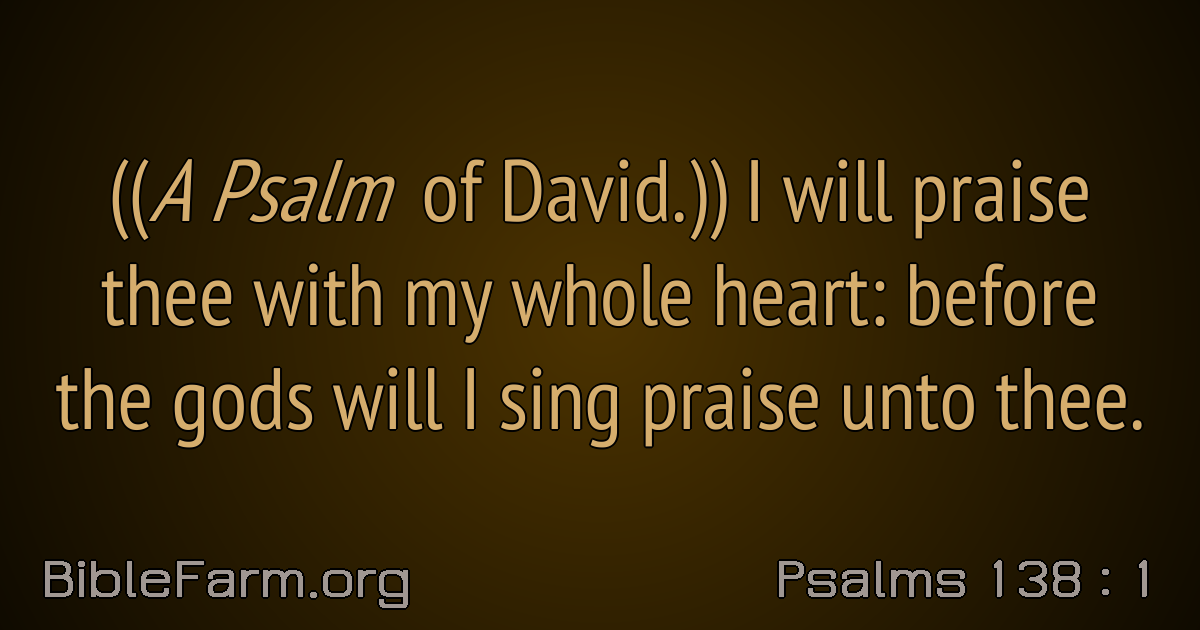 ((A Psalm of David.)) I will praise
thee with my whole heart: before
the gods will I sing praise unto thee.
BibleFarm.org
Psalms 138 : 1